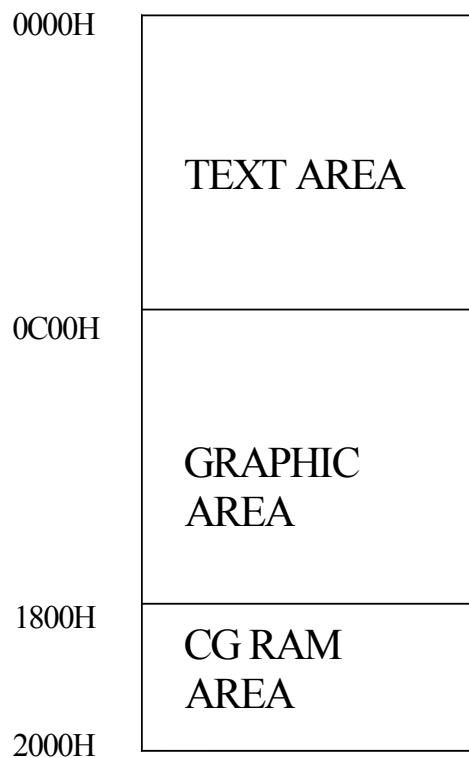 0000H
TEXT AREA
0C00H
GRAPHIC
AREA
1800H
CG RAM
AREA
2000H